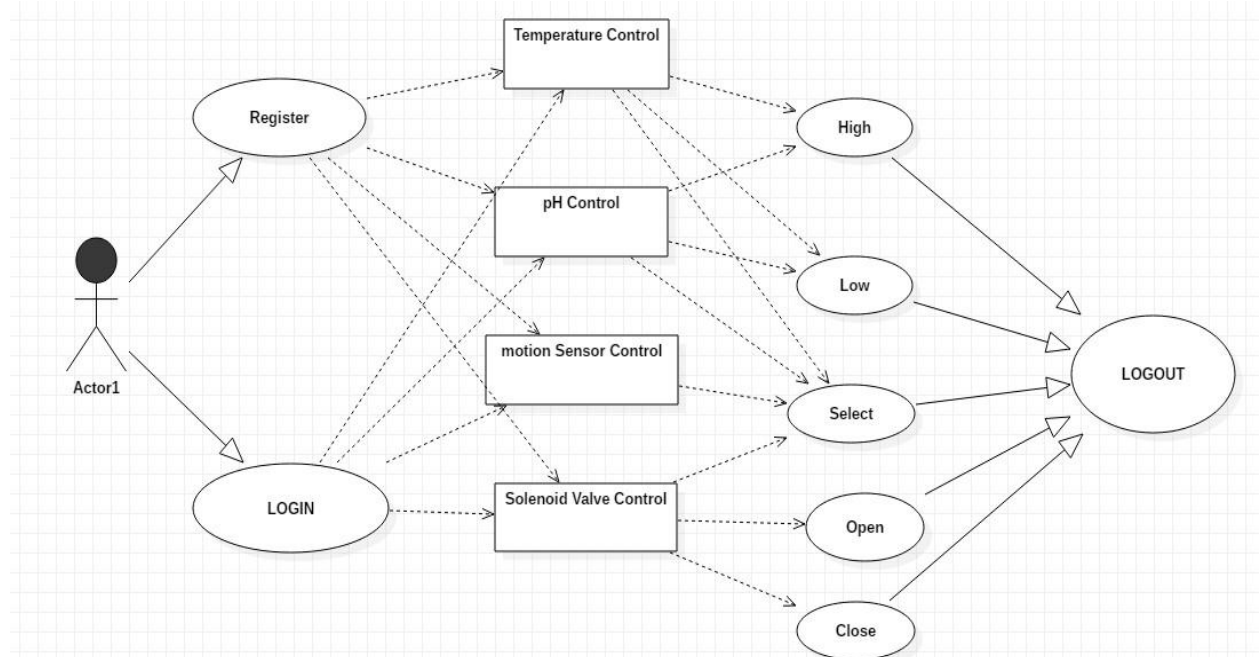 Temperature Control
Register
High
pH Control
Low
motion Sensor Control
Actor1
LOGOUT
Select
Solenoid Valve Control
LOGIN
Open
Close